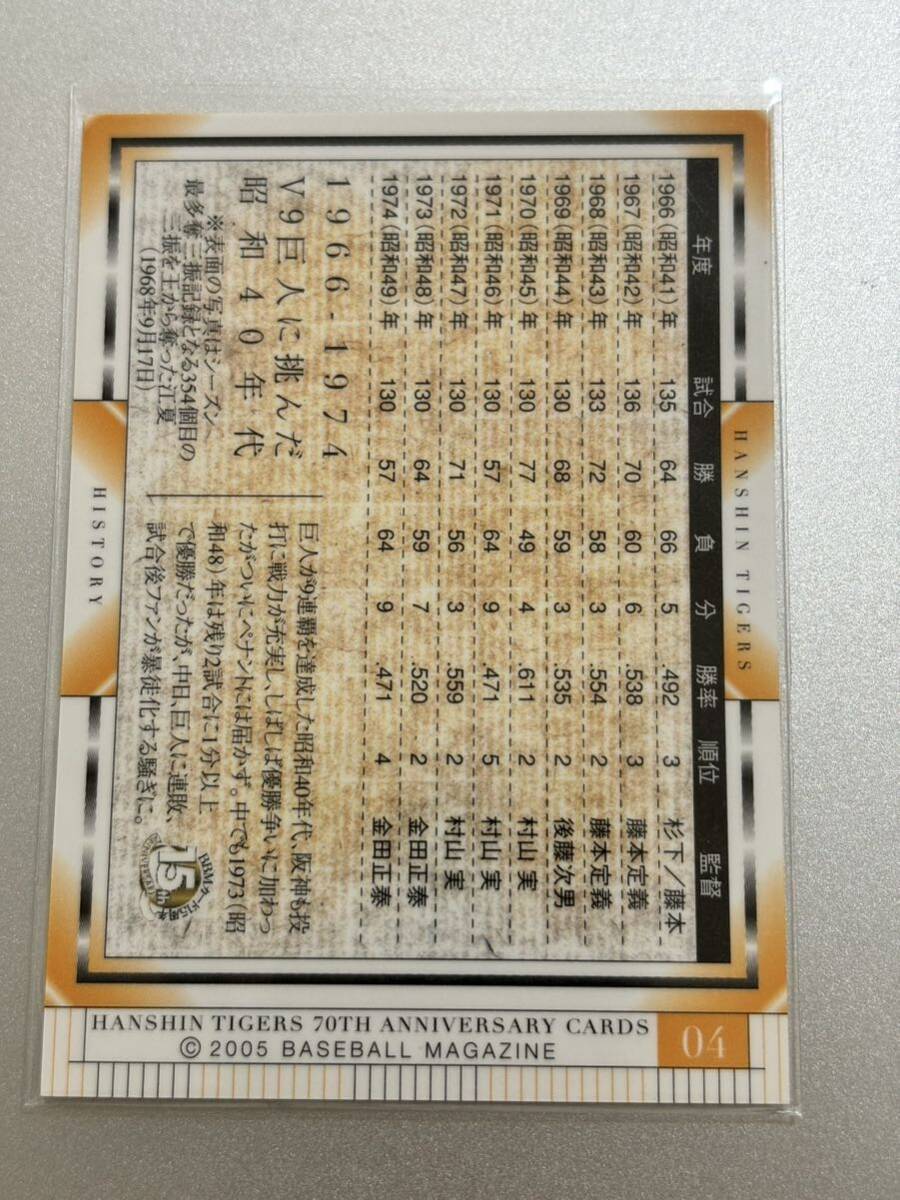 HANSHIN TIGERS
年度 試合 勝 負 分 勝率 順位 監督
1966(昭和41)年 135 64 66 5 .492 3 杉下/藤本
1967(昭和42)年 136 70 60 6 .538 3 藤本定義
1968(昭和43)年 133 72 58 3 .554 2 藤本定義
1969(昭和44)年 130 68 59 3 .535 2 後藤次男
1970(昭和45)年 130 77 49 4 .611 2 村山 実
1971(昭和46)年 130 57 64 9 .471 5 村山 実
1972(昭和47)年 130 71 56 3 .559 2 村山 実
1973(昭和48)年 130 64 59 7 .520 2 金田正泰
1974(昭和49)年 130 57 64 9 .471 4 金田正泰
1966-1974
V9巨人に挑んだ
昭和40年代
※表面の写真はシーズン
最多奪三振記録となる354個目の
三振を王から奪った江夏
(1968年9月17日)
巨人が9連覇を達成した昭和40年代、阪神も投
打に戦力が充実し、しばしば優勝争いに加わっ
たがついにペナントには届かず。中でも1973(昭
和48)年は残り2試合に1分以上
で優勝だったが、中日、巨人に連敗、
試合後ファンが暴徒化する騒ぎに。
BBMカード15周年
15th
ANNIVERSARY
HISTORY
HANSHIN TIGERS 70TH ANNIVERSARY CARDS
© 2005 BASEBALL MAGAZINE
04